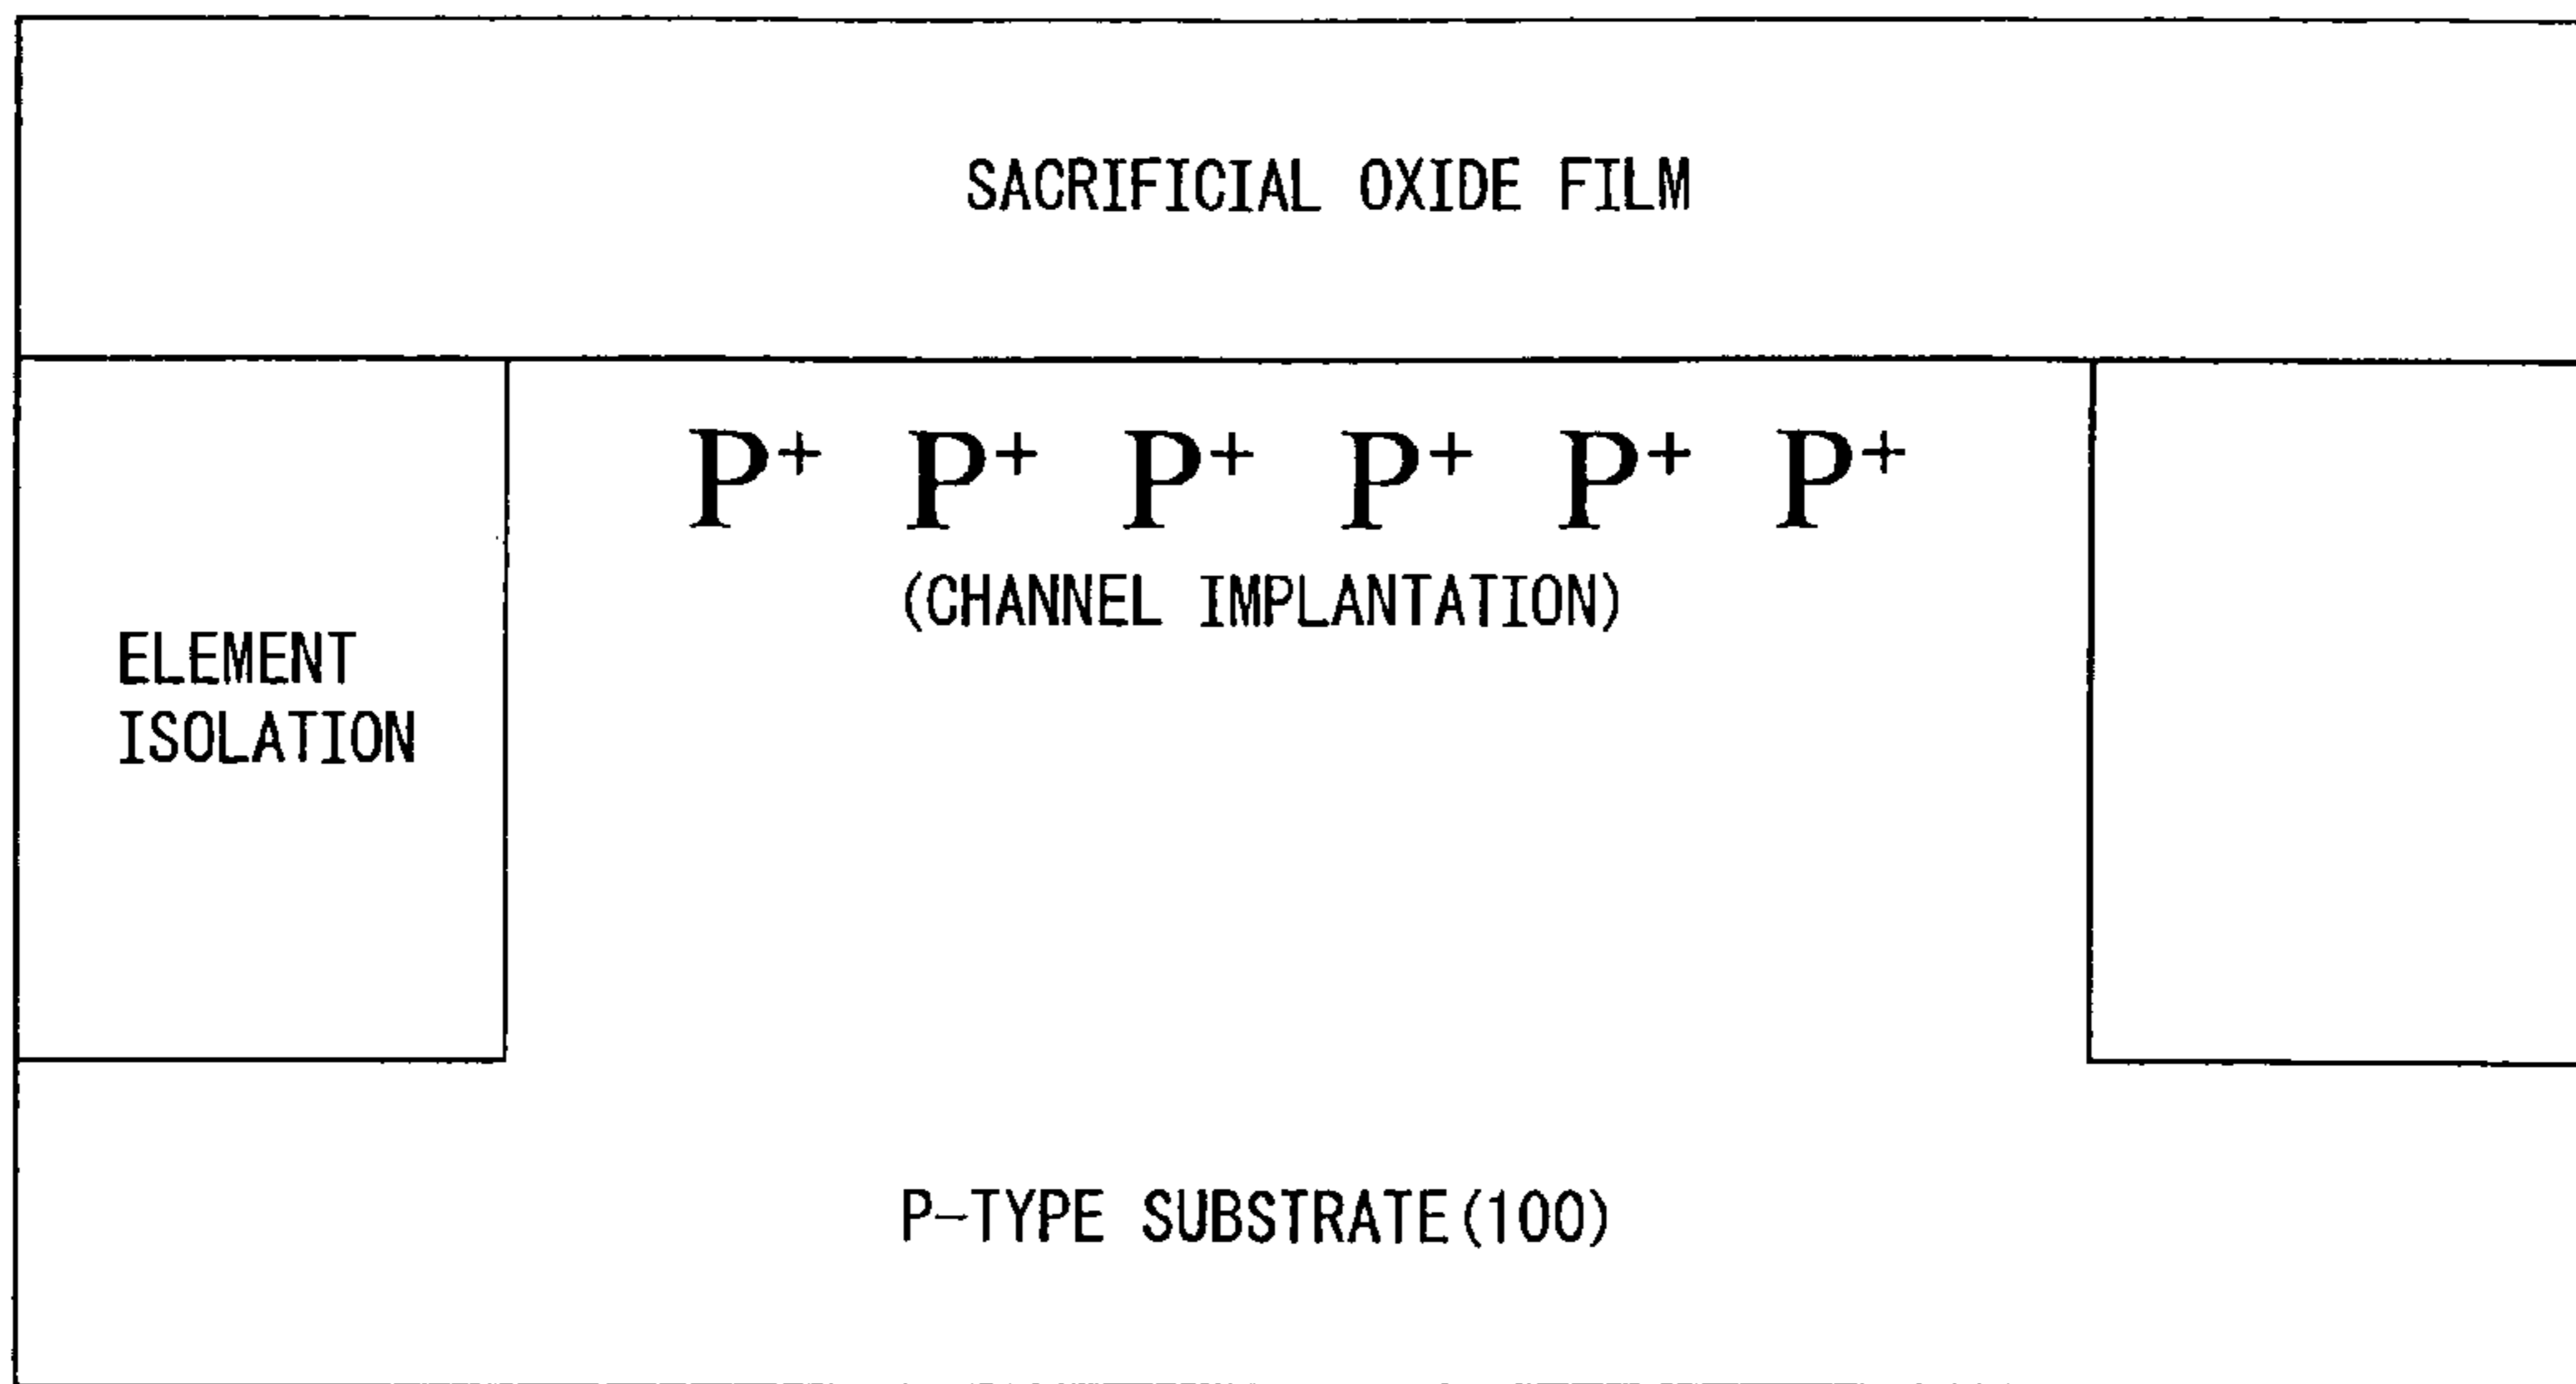 SACRIFICIAL OXIDE FILM
P+ P+ P+ P+ P+ P+
(CHANNEL IMPLANTATION)
ELEMENT
ISOLATION
P-TYPE SUBSTRATE(100)